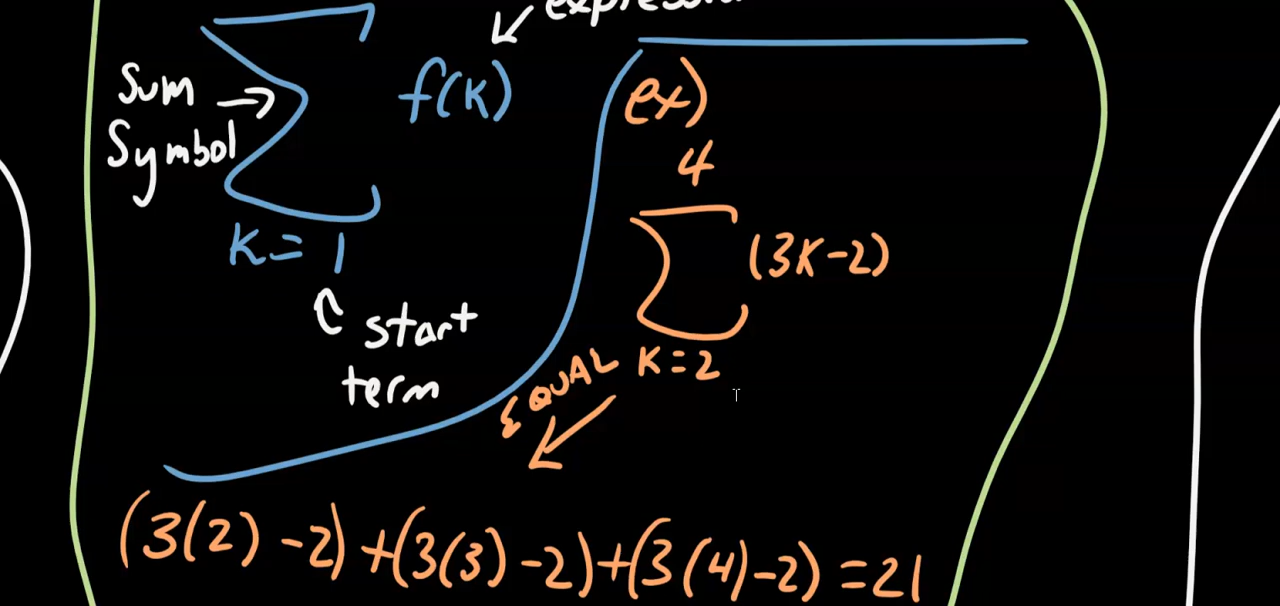 Sum
Symbol
f(K)
K = 1
start
term
ex)
4
∑ (3K-2)
K = 2
EQUAL
(3(2) -2) +(3(3) -2)+(3(4)-2) =21